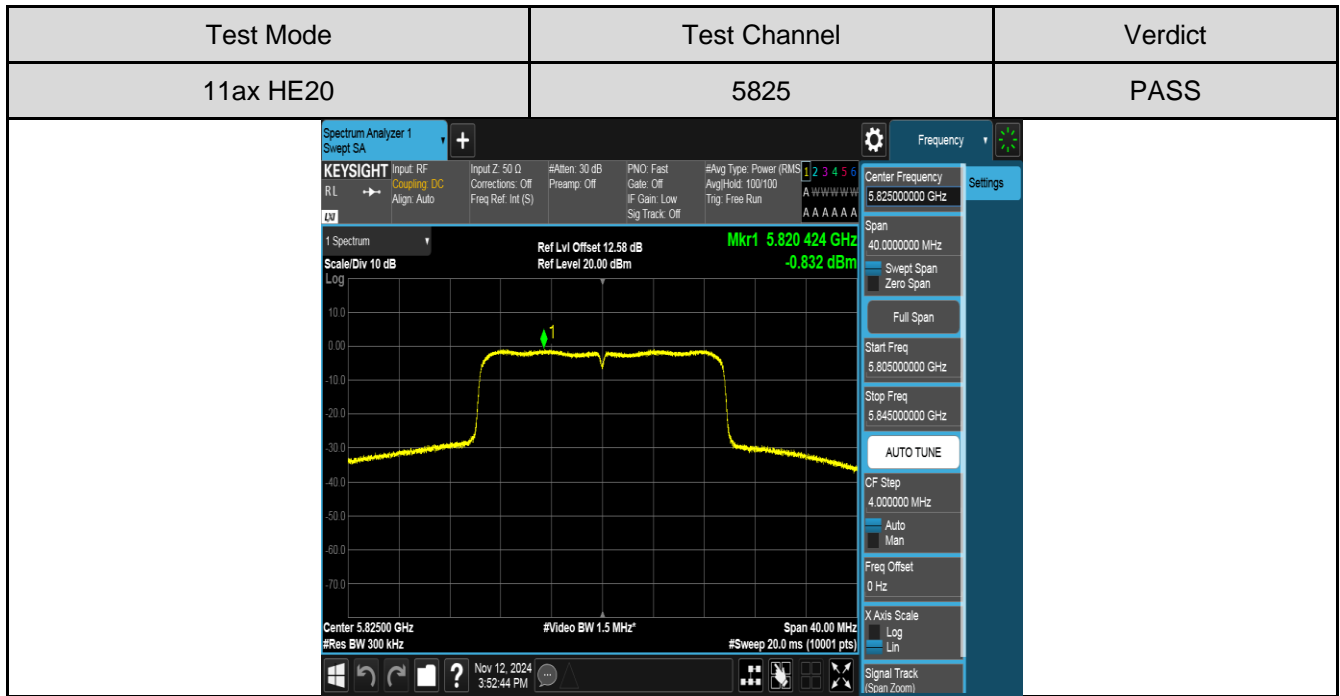 Test Mode Test Channel Verdict
11ax HE20 5825 PASS
Spectrum Analyzer 1
Swept SA
+
Frequency
KEYSIGHT Input: RF Input Z: 50 Ω #Atten: 30 dB PNO: Fast #Avg Type: Power (RMS 1 2 3 4 5 6
RL Coupling: DC Corrections: Off Preamp: Off Gate: Off Avg|Hold: 100/100 A W W W W W
Align: Auto Freq Ref: Int (S) IF Gain: Low Trig: Free Run
LXI Sig Track: Off A A A A A A
1 Spectrum Ref Lvl Offset 12.58 dB Mkr1 5.820 424 GHz
Scale/Div 10 dB Ref Level 20.00 dBm -0.832 dBm
Log
1
10.0
0.00
-10.0
-20.0
-30.0
-40.0
-50.0
-60.0
-70.0
Center 5.82500 GHz #Video BW 1.5 MHz* Span 40.00 MHz
#Res BW 300 kHz #Sweep 20.0 ms (10001 pts)
? Nov 12, 2024
3:52:44 PM
Center Frequency Settings
5.825000000 GHz
Span
40.0000000 MHz
Swept Span
Zero Span
Full Span
Start Freq
5.805000000 GHz
Stop Freq
5.845000000 GHz
AUTO TUNE
CF Step
4.000000 MHz
Auto
Man
Freq Offset
0 Hz
X Axis Scale
Log
Lin
Signal Track
(Span Zoom)